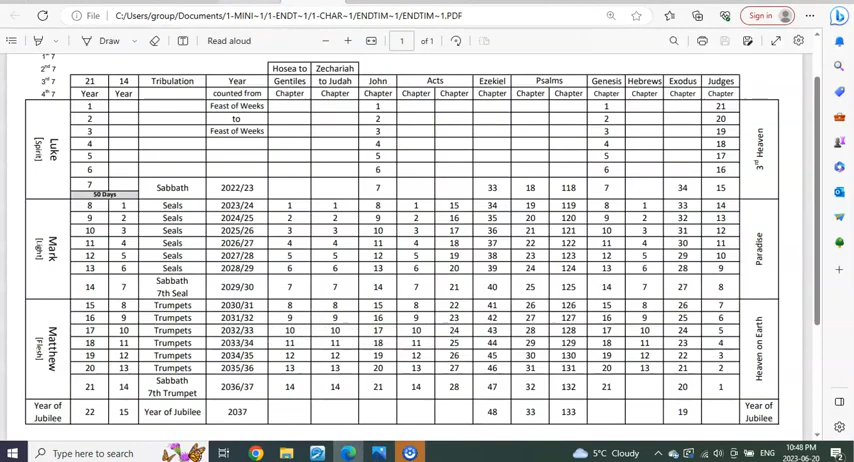 File | C:/Users/group/Documents/1-MINI~1/1-ENDT~1/1-CHAR~1/ENDTIM~1/ENDTIM~1.PDF
Sign in
Draw
Read aloud
1
of 1
1st 7
2nd 7 Hosea to Zechariah
3rd 7 21 14 Tribulation Year Gentiles to Judah John Acts Ezekiel Psalms Genesis Hebrews Exodus Judges
4th 7 Year Year counted from Chapter Chapter Chapter Chapter Chapter Chapter Chapter Chapter Chapter Chapter Chapter Chapter
Luke
[Spirit]
1 Feast of Weeks 1 1 21
2 to 2 2 20
3 Feast of Weeks 3 3 19
4 4 4 18
5 5 5 17
6 6 6 16
7 Sabbath 2022/23 7 33 18 118 7 34 15
50 Days
3rd Heaven
Mark
[Light]
8 1 Seals 2023/24 1 1 8 1 15 34 19 119 8 1 33 14
9 2 Seals 2024/25 2 2 9 2 16 35 20 120 9 2 32 13
10 3 Seals 2025/26 3 3 10 3 17 36 21 121 10 3 31 12
11 4 Seals 2026/27 4 4 11 4 18 37 22 122 11 4 30 11
12 5 Seals 2027/28 5 5 12 5 19 38 23 123 12 5 29 10
13 6 Seals 2028/29 6 6 13 6 20 39 24 124 13 6 28 9
14 7 Sabbath 2029/30 7 7 14 7 21 40 25 125 14 7 27 8
7th Seal
Paradise
Matthew
[Flesh]
15 8 Trumpets 2030/31 8 8 15 8 22 41 26 126 15 8 26 7
16 9 Trumpets 2031/32 9 9 16 9 23 42 27 127 16 9 25 6
17 10 Trumpets 2032/33 10 10 17 10 24 43 28 128 17 10 24 5
18 11 Trumpets 2033/34 11 11 18 11 25 44 29 129 18 11 23 4
19 12 Trumpets 2034/35 12 12 19 12 26 45 30 130 19 12 22 3
20 13 Trumpets 2035/36 13 13 20 13 27 46 31 131 20 13 21 2
21 14 Sabbath 2036/37 14 14 21 14 28 47 32 132 21 20 1
7th Trumpet
Heaven on Earth
Year of Jubilee 22 15 Year of Jubilee 2037 48 33 133 19 Year of Jubilee
Type here to search
5°C Cloudy
ENG
10:48 PM
2023-06-20
2